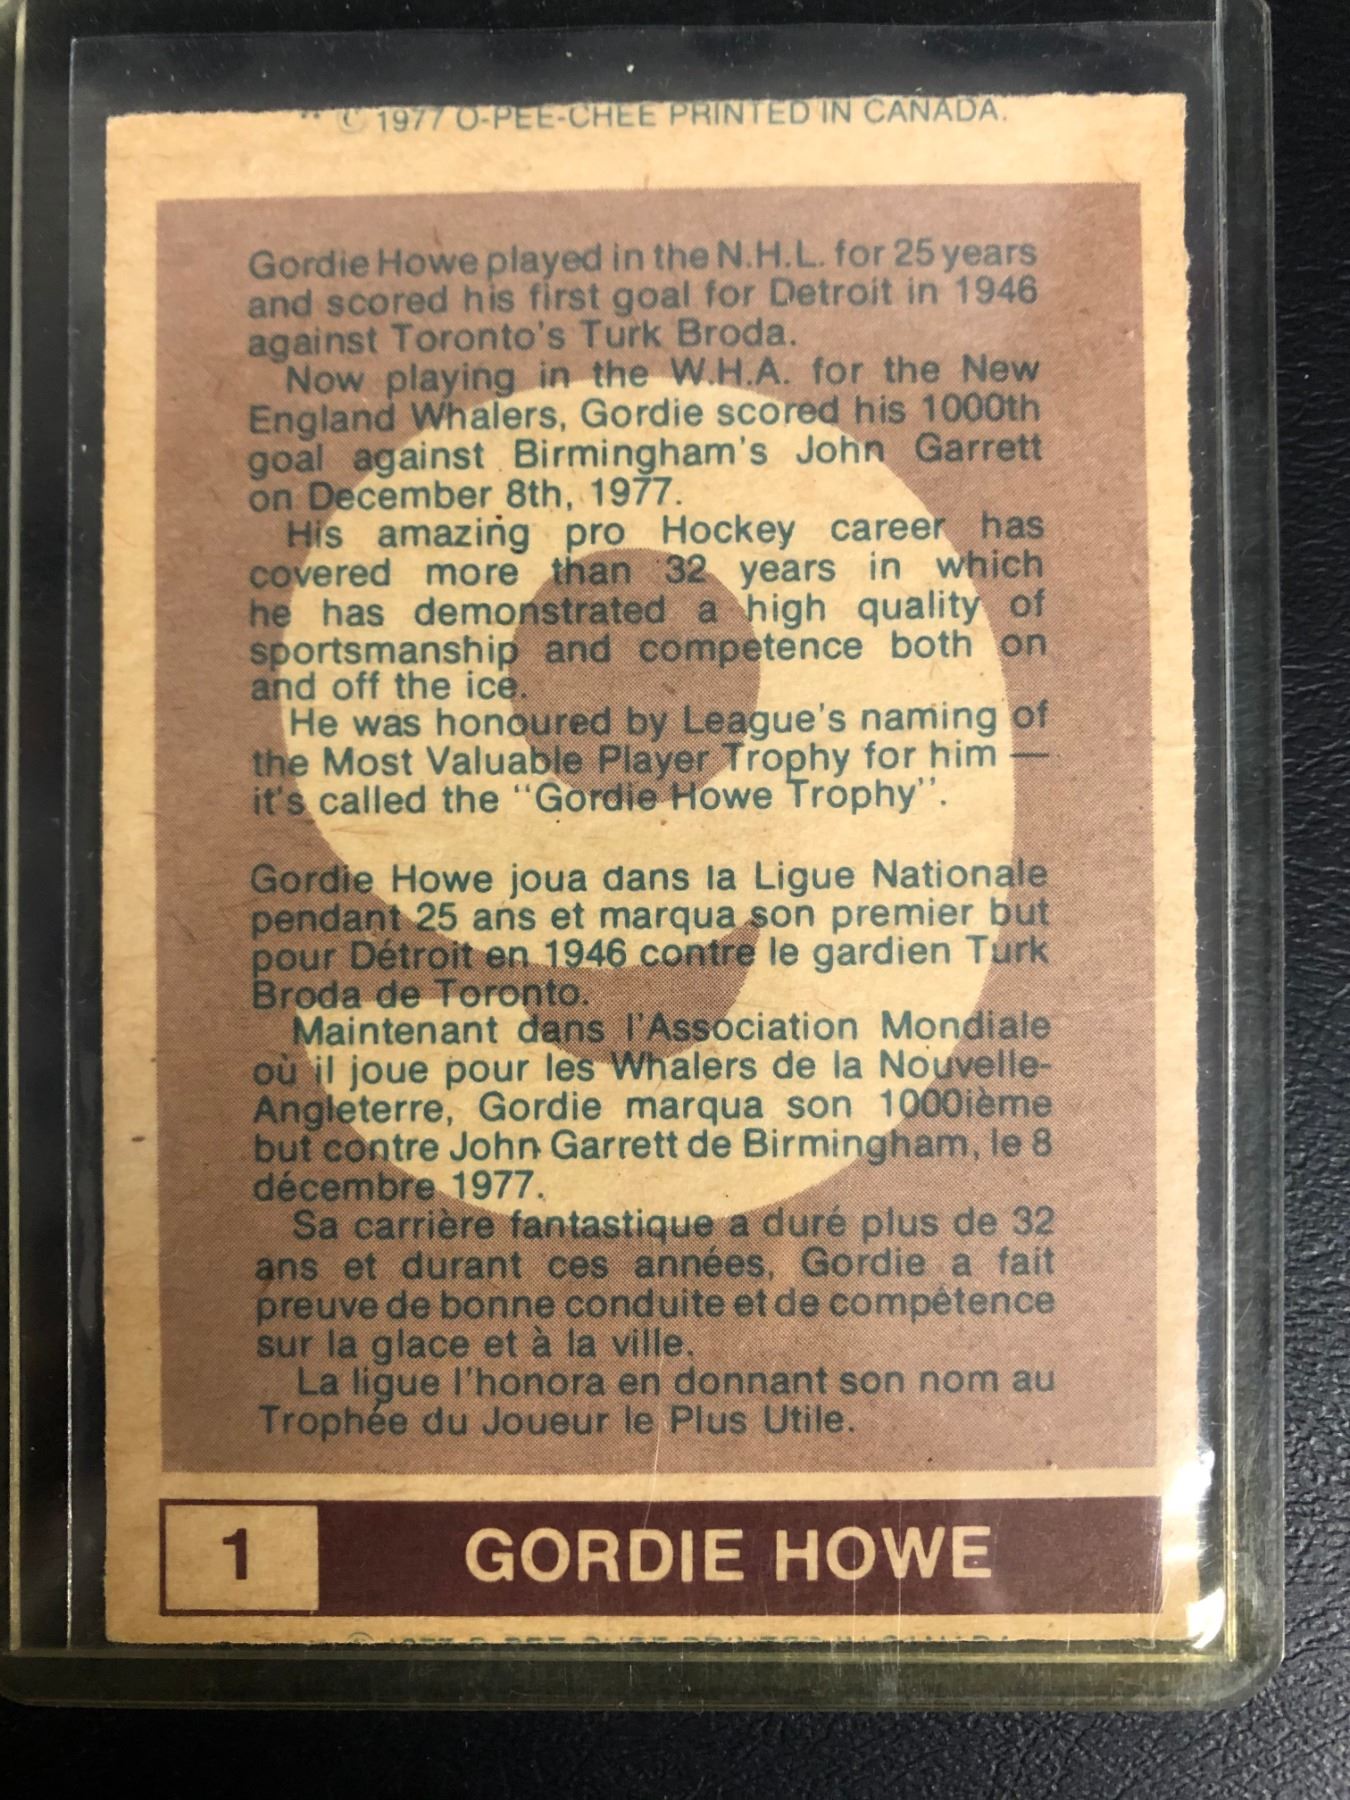 © 1977 O-PEE-CHEE PRINTED IN CANADA.
Gordie Howe played in the N.H.L. for 25 years
and scored his first goal for Detroit in 1946
against Toronto's Turk Broda.
Now playing in the W.H.A. for the New
England Whalers, Gordie scored his 1000th
goal against Birmingham's John Garrett
on December 8th, 1977.
His amazing pro Hockey career has
covered more than 32 years in which
he has demonstrated a high quality of
sportsmanship and competence both on
and off the ice.
He was honoured by League's naming of
the Most Valuable Player Trophy for him —
it's called the "Gordie Howe Trophy".
Gordie Howe joua dans la Ligue Nationale
pendant 25 ans et marqua son premier but
pour Détroit en 1946 contre le gardien Turk
Broda de Toronto.
Maintenant dans l'Association Mondiale
où il joue pour les Whalers de la Nouvelle-
Angleterre, Gordie marqua son 1000ième
but contre John Garrett de Birmingham, le 8
décembre 1977.
Sa carrière fantastique a duré plus de 32
ans et durant ces années, Gordie a fait
preuve de bonne conduite et de compétence
sur la glace et à la ville.
La ligue l'honora en donnant son nom au
Trophée du Joueur le Plus Utile.
9
1 GORDIE HOWE